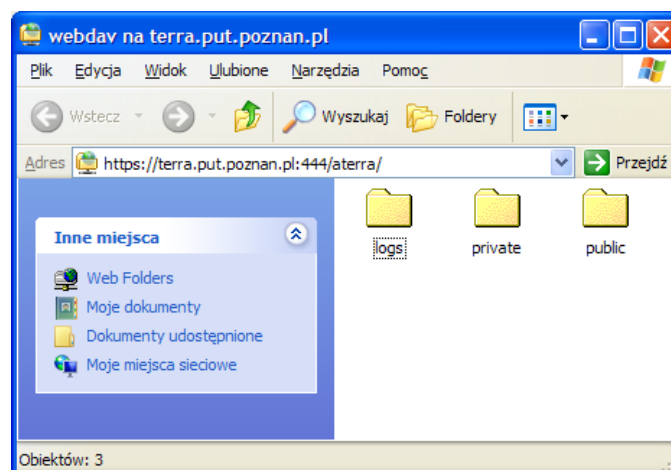 webdav na terra.put.poznan.pl
Plik Edycja Widok Ulubione Narzędzia Pomoc
Wstecz Wyszukaj Foldery
Adres https://terra.put.poznan.pl:444/aterra/ Przejdź
Inne miejsca
Web Folders
Moje dokumenty
Dokumenty udostępnione
Moje miejsca sieciowe
logs private public
Obiektów: 3